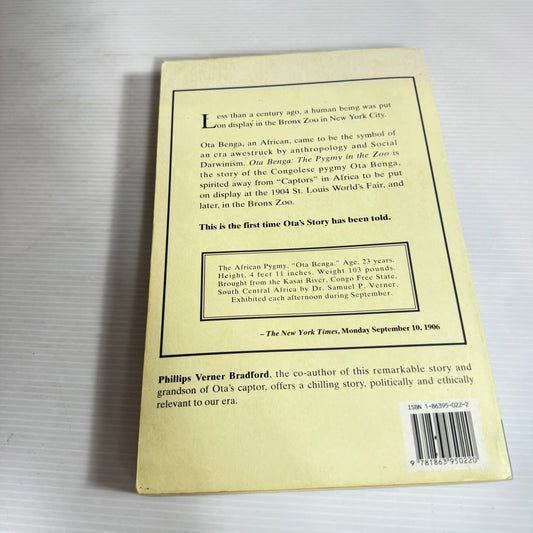 Less than a century ago, a human being was put
on display in the Bronx Zoo in New York City.
Ota Benga, an African, came to be the symbol of
an era awestruck by anthropology and Social
Darwinism. Ota Benga: The Pygmy in the Zoo is
the story of the Congolese pygmy Ota Benga,
spirited away from “Captors” in Africa to be put
on display at the 1904 St. Louis World’s Fair, and
later, in the Bronx Zoo.
This is the first time Ota’s Story has been told.
The African Pygmy, “Ota Benga.” Age, 23 years.
Height, 4 feet 11 inches. Weight 103 pounds.
Brought from the Kasai River, Congo Free State,
South Central Africa by Dr. Samuel P. Verner,
Exhibited each afternoon during September.
– The New York Times, Monday September 10, 1906
Phillips Verner Bradford, the co-author of this remarkable story and
grandson of Ota’s captor, offers a chilling story, politically and ethically
relevant to our era.
ISBN 1-86395-022-2
9 781863 950220